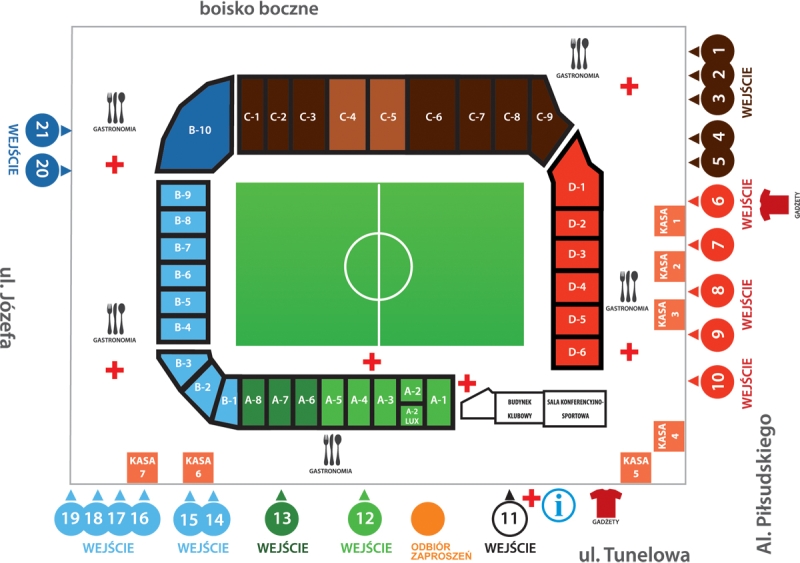 boisko boczne
GASTRONOMIA
GASTRONOMIA
1
2
3
WEJŚCIE
4
5
21
20
WEJŚCIE
B-10
C-1
C-2
C-3
C-4
C-5
C-6
C-7
C-8
C-9
D-1
D-2
D-3
D-4
D-5
D-6
B-9
B-8
B-7
B-6
B-5
B-4
B-3
B-2
B-1
6
WEJŚCIE
GADŻETY
KASA
1
7
KASA
2
8
WEJŚCIE
KASA
3
9
10
WEJŚCIE
GASTRONOMIA
GASTRONOMIA
ul. Józefa
A-8
A-7
A-6
A-5
A-4
A-3
A-2
A-2
LUX
A-1
BUDYNEK
KLUBOWY
SALA KONFERENCYJNO-
SPORTOWA
GASTRONOMIA
KASA
4
KASA
5
KASA
6
KASA
7
Al. Piłsudskiego
19
18
17
16
WEJŚCIE
15
14
WEJŚCIE
13
WEJŚCIE
12
WEJŚCIE
ODBIÓR
ZAPROSZEŃ
11
WEJŚCIE
i
GADŻETY
ul. Tunelowa